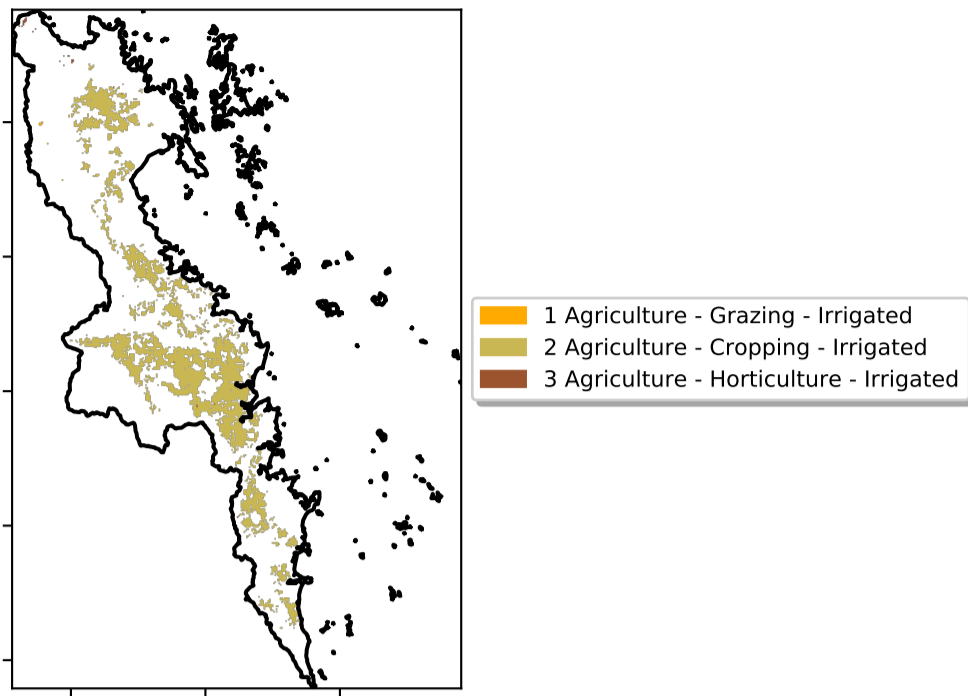 1 Agriculture - Grazing - Irrigated
2 Agriculture - Cropping - Irrigated
3 Agriculture - Horticulture - Irrigated